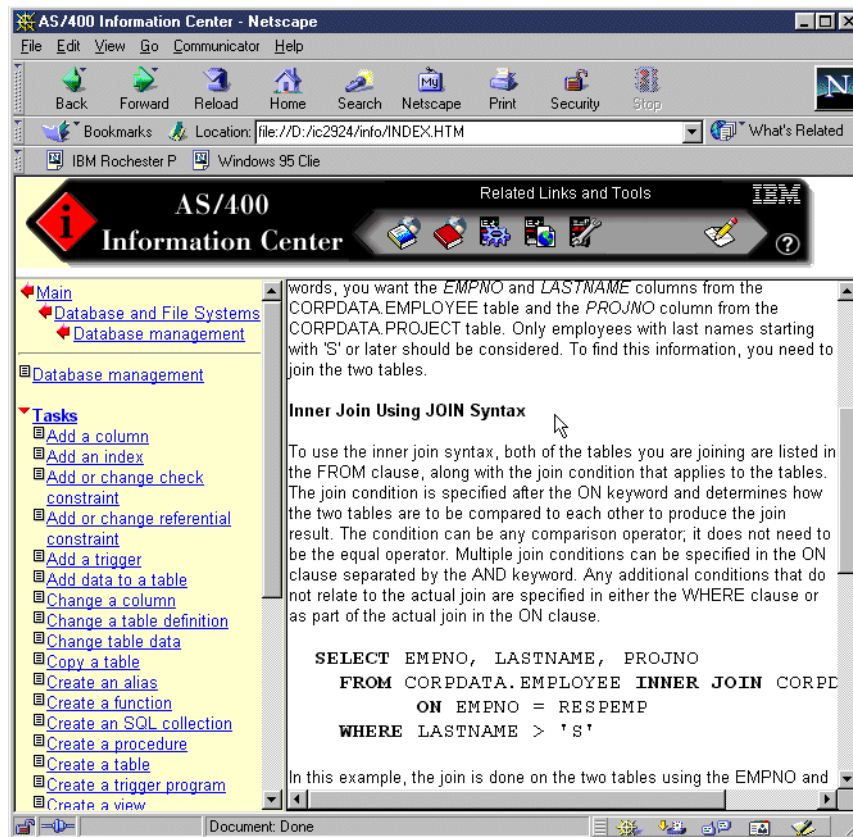 AS/400 Information Center - Netscape
File Edit View Go Communicator Help
Back Forward Reload Home Search Netscape Print Security Stop
My
N
Bookmarks Location: file://D:/ic2924/info/INDEX.HTM What's Related
IBM Rochester P Windows 95 Clie
AS/400
Information Center
Related Links and Tools
IBM
i
?
Main
Database and File Systems
Database management
Database management
Tasks
Add a column
Add an index
Add or change check
constraint
Add or change referential
constraint
Add a trigger
Add data to a table
Change a column
Change a table definition
Change table data
Copy a table
Create an alias
Create a function
Create an SQL collection
Create a procedure
Create a table
Create a trigger program
Create a view
words, you want the EMPNO and LASTNAME columns from the
CORPDATA.EMPLOYEE table and the PROJNO column from the
CORPDATA.PROJECT table. Only employees with last names starting
with 'S' or later should be considered. To find this information, you need to
join the two tables.
Inner Join Using JOIN Syntax
To use the inner join syntax, both of the tables you are joining are listed in
the FROM clause, along with the join condition that applies to the tables.
The join condition is specified after the ON keyword and determines how
the two tables are to be compared to each other to produce the join
result. The condition can be any comparison operator; it does not need to
be the equal operator. Multiple join conditions can be specified in the ON
clause separated by the AND keyword. Any additional conditions that do
not relate to the actual join are specified in either the WHERE clause or
as part of the actual join in the ON clause.
SELECT EMPNO, LASTNAME, PROJNO
FROM CORPDATA.EMPLOYEE INNER JOIN CORPD
ON EMPNO = RESPEMP
WHERE LASTNAME > 'S'
In this example, the join is done on the two tables using the EMPNO and
Document: Done